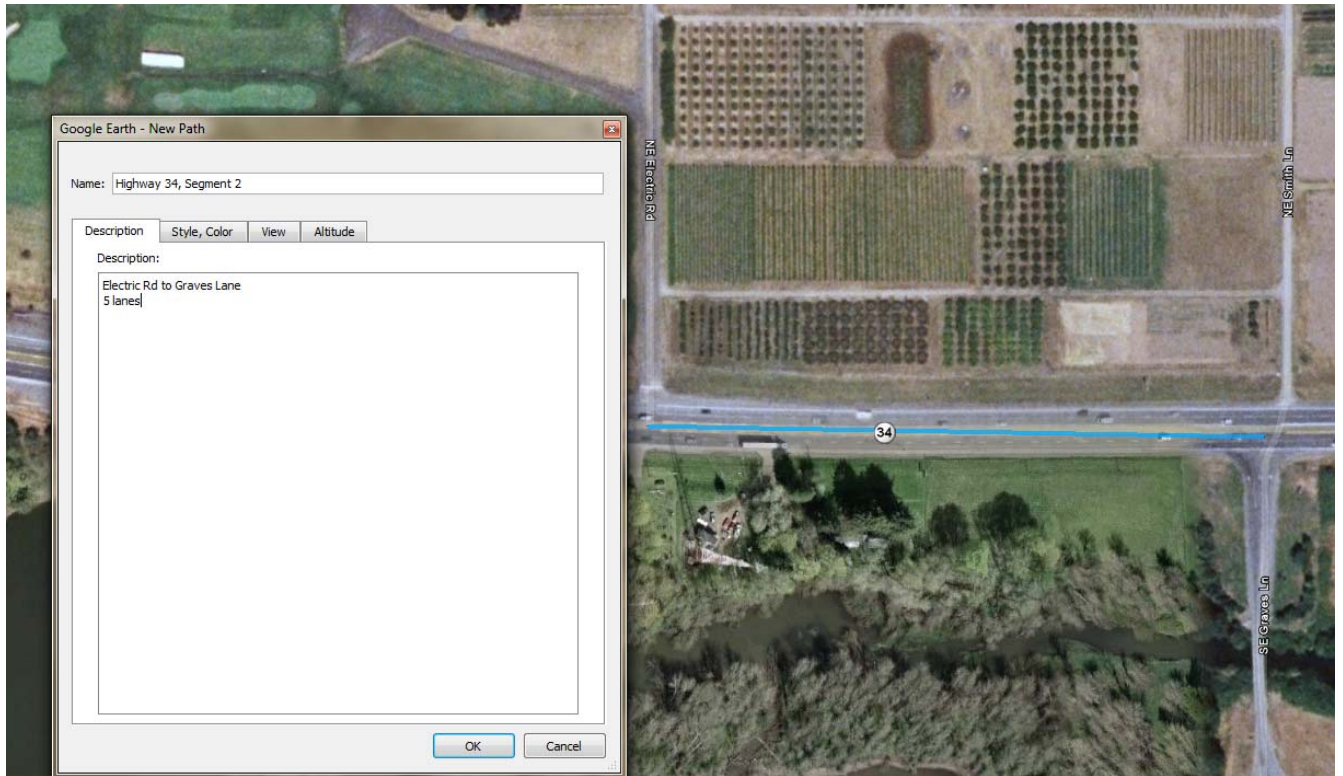 Google Earth - New Path
Name: Highway 34, Segment 2
Description Style, Color View Altitude
Description:
Electric Rd to Graves Lane
5 lanes
OK Cancel
NE Electric Rd
NE Smith Ln
34
SE Graves Ln